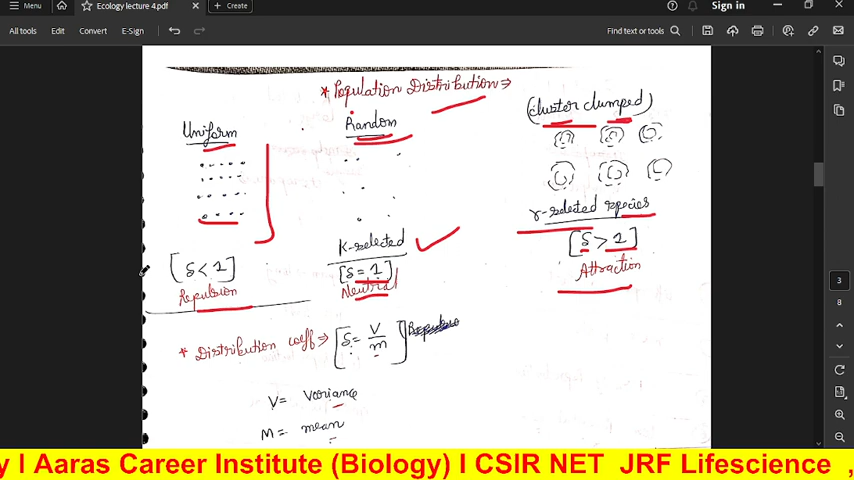 Menu
Ecology lecture 4.pdf
Create
Sign in
All tools Edit Convert E-Sign
Find text or tools
* Population Distribution ⇒
Uniform
Random
(cluster clumped)
r-selected species
K-selected
[δ < 1]
[δ = 1]
[δ > 1]
Repulsion
Neutral
Attraction
* Distribution coeff ⇒ [δ = V/m]
V = Variance
M = mean
3
8
y I Aaras Career Institute (Biology) I CSIR NET JRF Lifescience ,